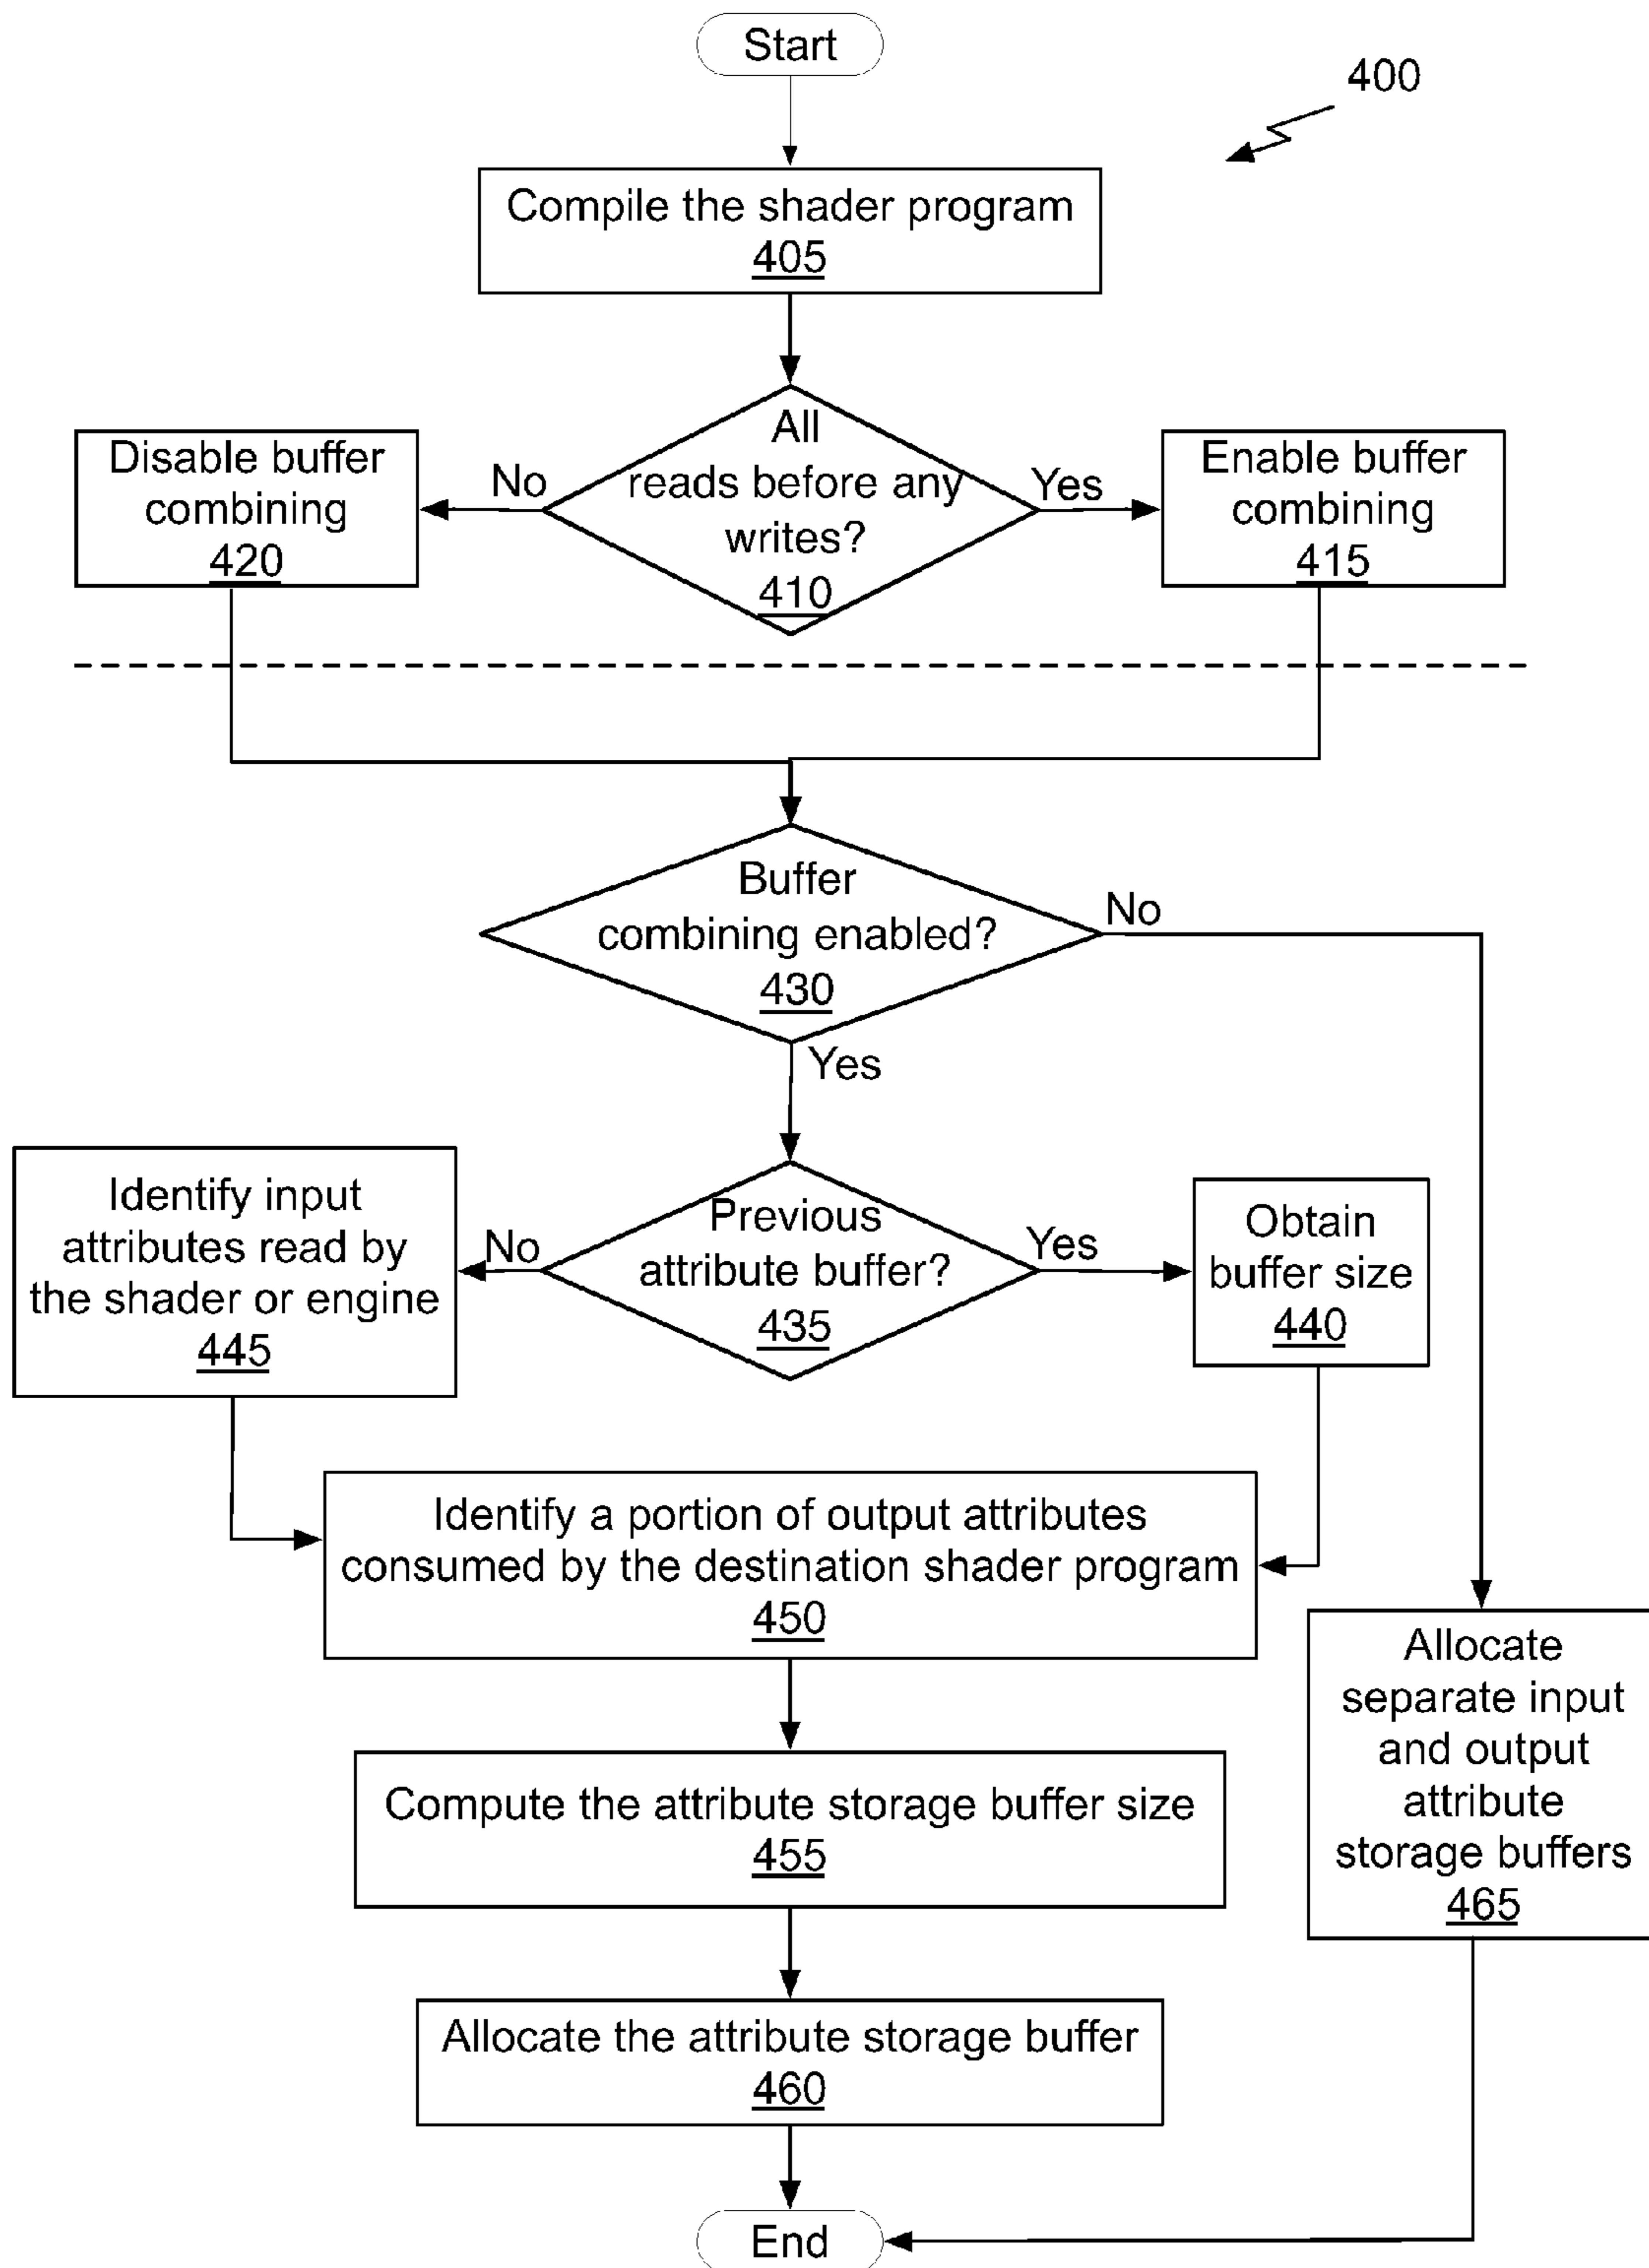 Start
400
Compile the shader program
405
All
reads before any
writes?
410
No
Yes
Disable buffer
combining
420
Enable buffer
combining
415
Buffer
combining enabled?
430
No
Yes
Previous
attribute buffer?
435
No
Yes
Identify input
attributes read by
the shader or engine
445
Obtain
buffer size
440
Identify a portion of output attributes
consumed by the destination shader program
450
Allocate
separate input
and output
attribute
storage buffers
465
Compute the attribute storage buffer size
455
Allocate the attribute storage buffer
460
End